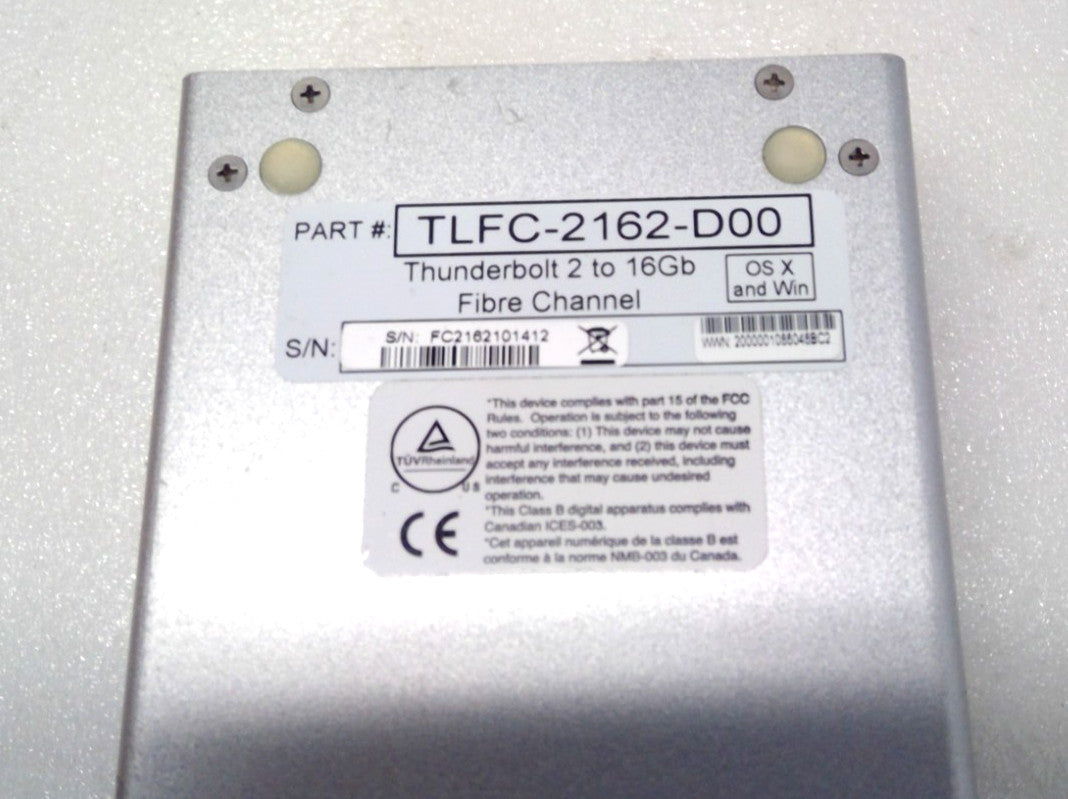 PART #: TLFC-2162-D00
Thunderbolt 2 to 16Gb
Fibre Channel
OS X
and Win
S/N:
S/N: FC2162101412
WWN: 2000001086046BC2
TÜVRheinland
C US
CE
"This device complies with part 15 of the FCC
Rules. Operation is subject to the following
two conditions: (1) This device may not cause
harmful interference, and (2) this device must
accept any interference received, including
interference that may cause undesired
operation.
"This Class B digital apparatus complies with
Canadian ICES-003.
"Cet appareil numérique de la classe B est
conforme à la norme NMB-003 du Canada.